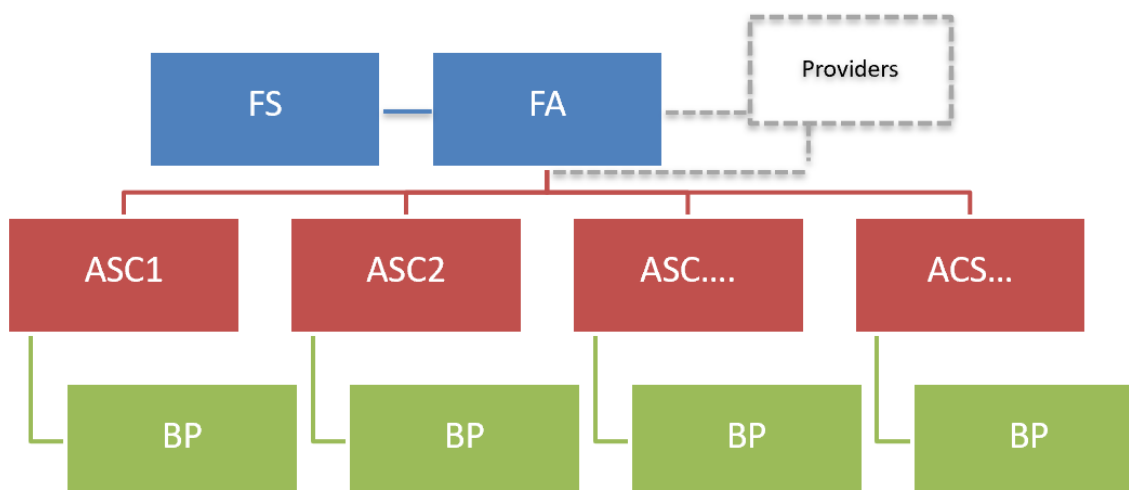 FS
FA
Providers
ASC1
ASC2
ASC….
ACS…
BP
BP
BP
BP